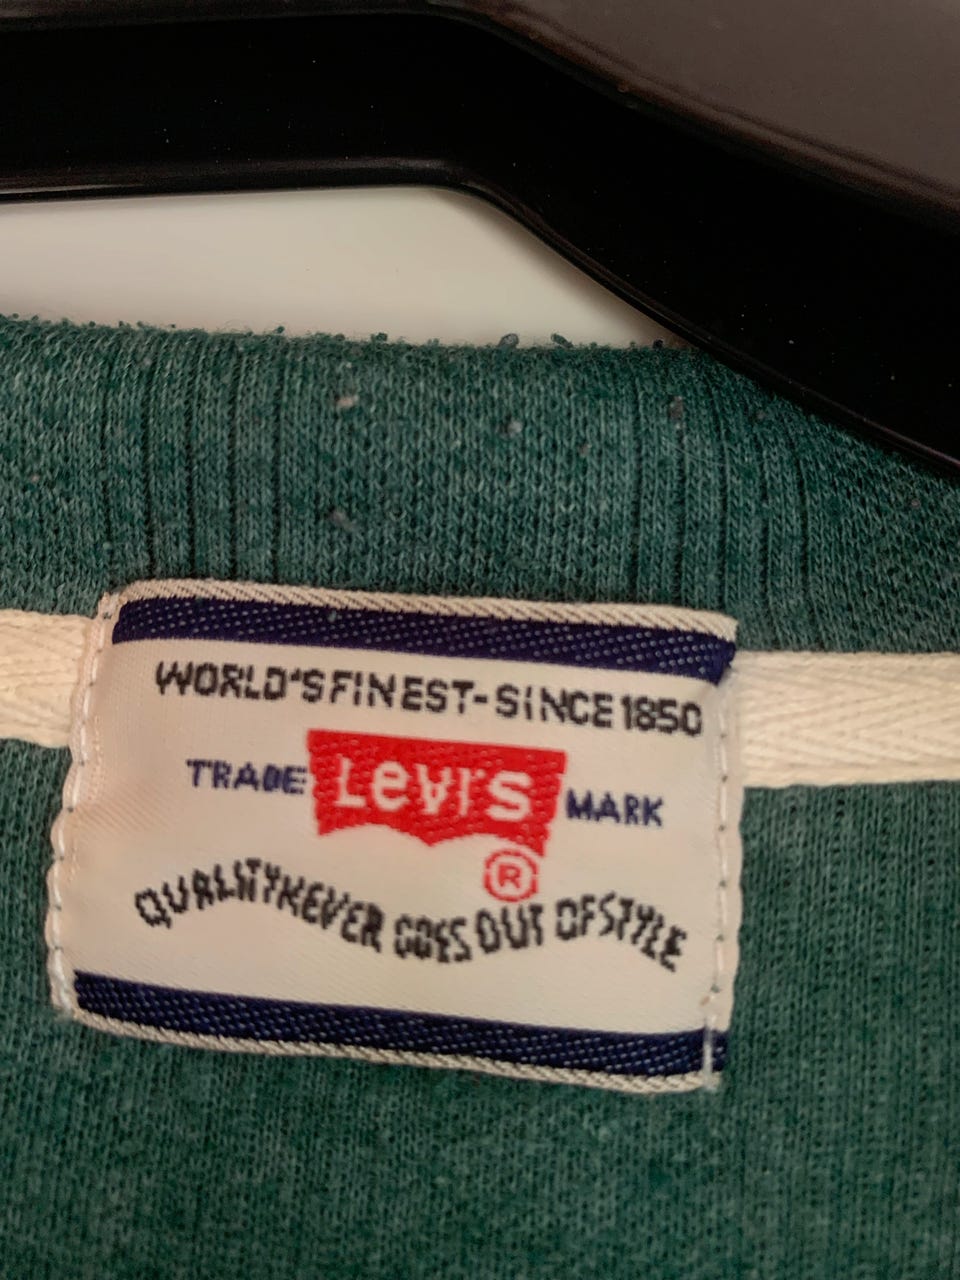 WORLD'S FINEST-SINCE 1850
TRADE Levi's MARK
®
QUALITY NEVER GOES OUT OF STYLE